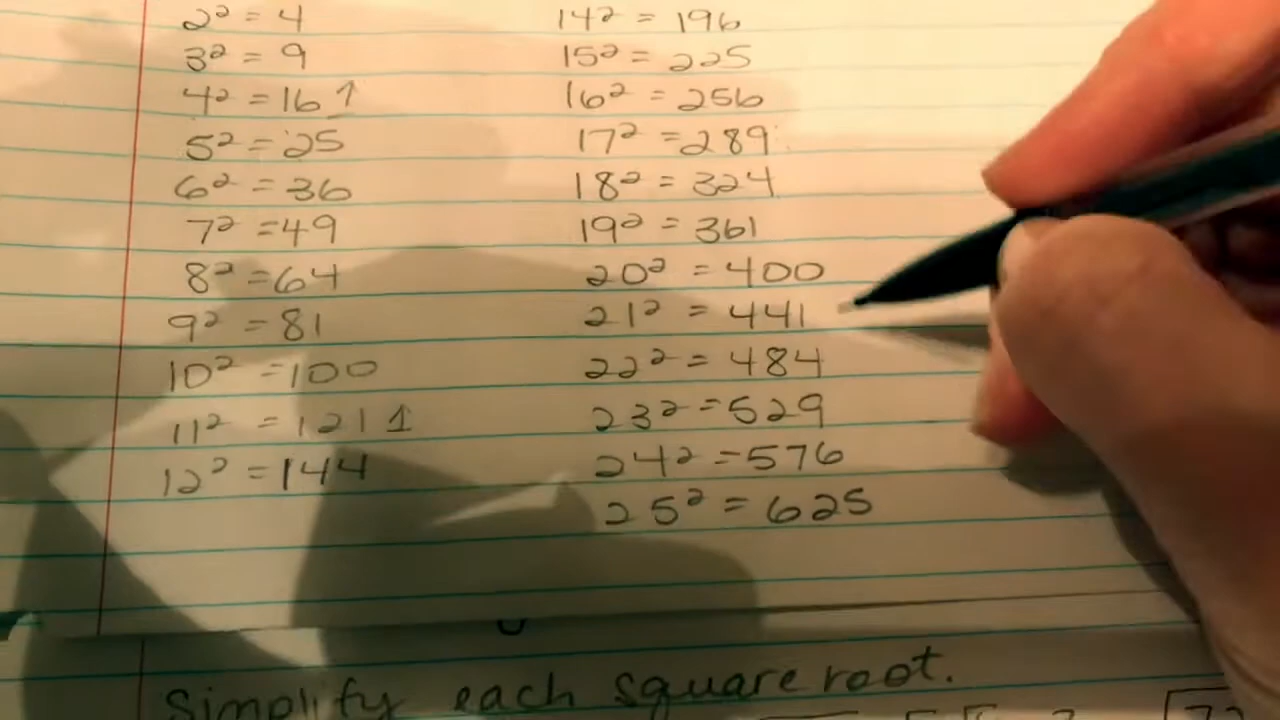 2² = 4
3² = 9
4² = 16 ↑
5² = 25
6² = 36
7² = 49
8² = 64
9² = 81
10² = 100
11² = 121 ↑
12² = 144
14² = 196
15² = 225
16² = 256
17² = 289
18² = 324
19² = 361
20² = 400
21² = 441
22² = 484
23² = 529
24² = 576
25² = 625
Simplify each square root.